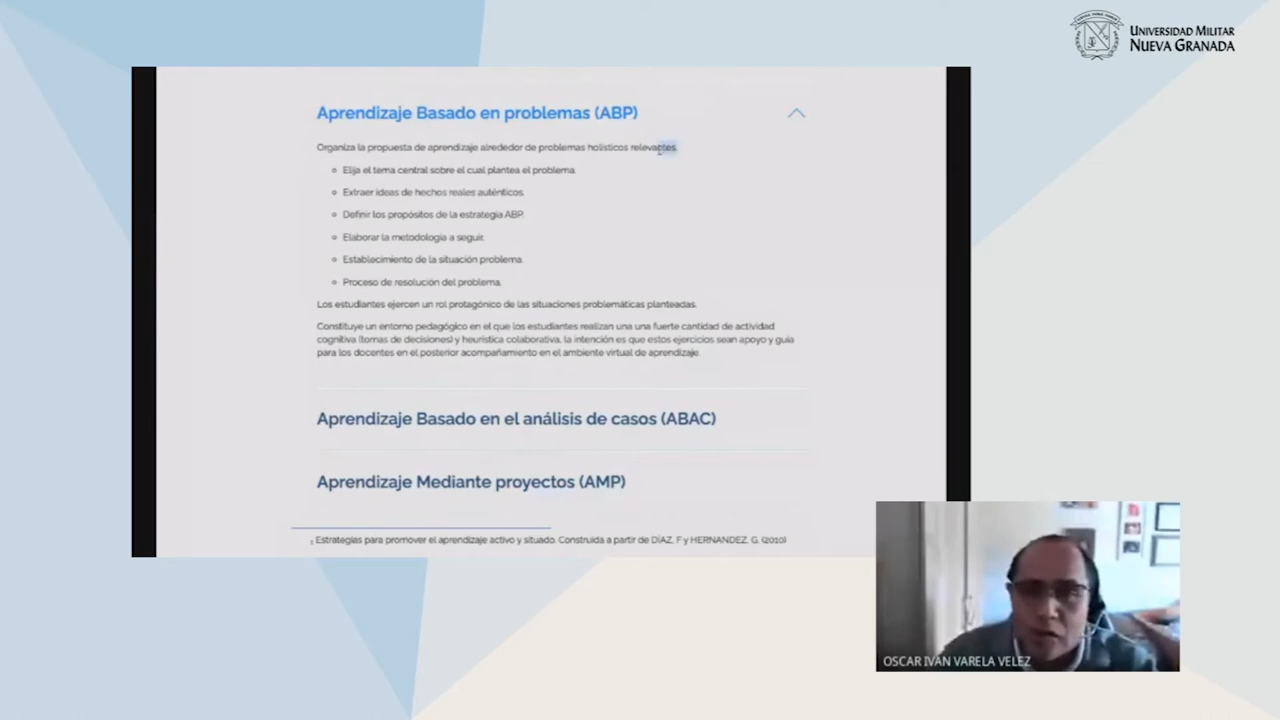 UNIVERSIDAD MILITAR
NUEVA GRANADA
Aprendizaje Basado en problemas (ABP)
Organiza la propuesta de aprendizaje alrededor de problemas holísticos relevantes.
Elija el tema central sobre el cual plantea el problema.
Extraer ideas de hechos reales auténticos.
Definir los propósitos de la estrategia ABP.
Elaborar la metodología a seguir.
Establecimiento de la situación problema.
Proceso de resolución del problema.
Los estudiantes ejercen un rol protagónico de las situaciones problemáticas planteadas.
Constituye un entorno pedagógico en el que los estudiantes realizan una una fuerte cantidad de actividad
cognitiva (tomas de decisiones) y heurística colaborativa, la intención es que estos ejercicios sean apoyo y guía
para los docentes en el posterior acompañamiento en el ambiente virtual de aprendizaje.
Aprendizaje Basado en el análisis de casos (ABAC)
Aprendizaje Mediante proyectos (AMP)
Estrategias para promover el aprendizaje activo y situado. Construida a partir de DÍAZ, F y HERNANDEZ, G. (2010)
OSCAR IVAN VARELA VELEZ